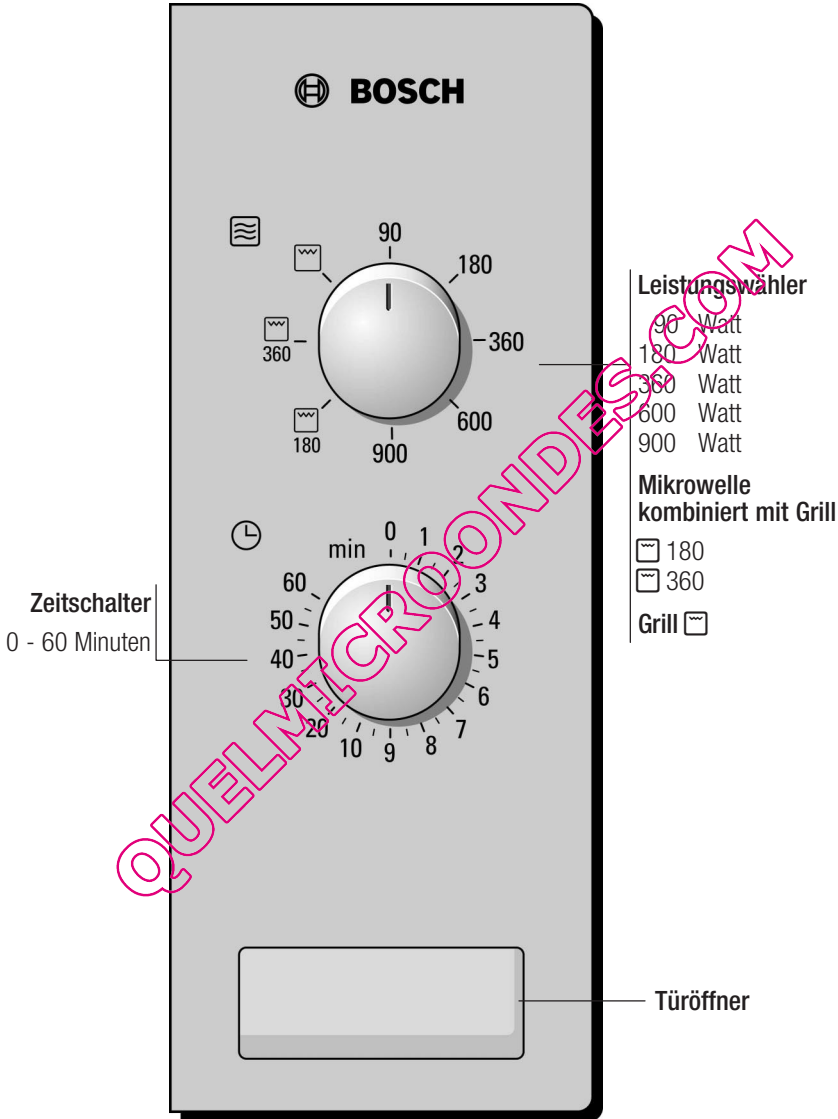 BOSCH
90
180
360
600
900
180
360
min
0
1
2
3
4
5
6
7
8
9
10
20
30
40
50
60
Zeitschalter
0 - 60 Minuten
Leistungswähler
90 Watt
180 Watt
360 Watt
600 Watt
900 Watt
Mikrowelle
kombiniert mit Grill
180
360
Grill
Türöffner
QUELMICROONDES.COM